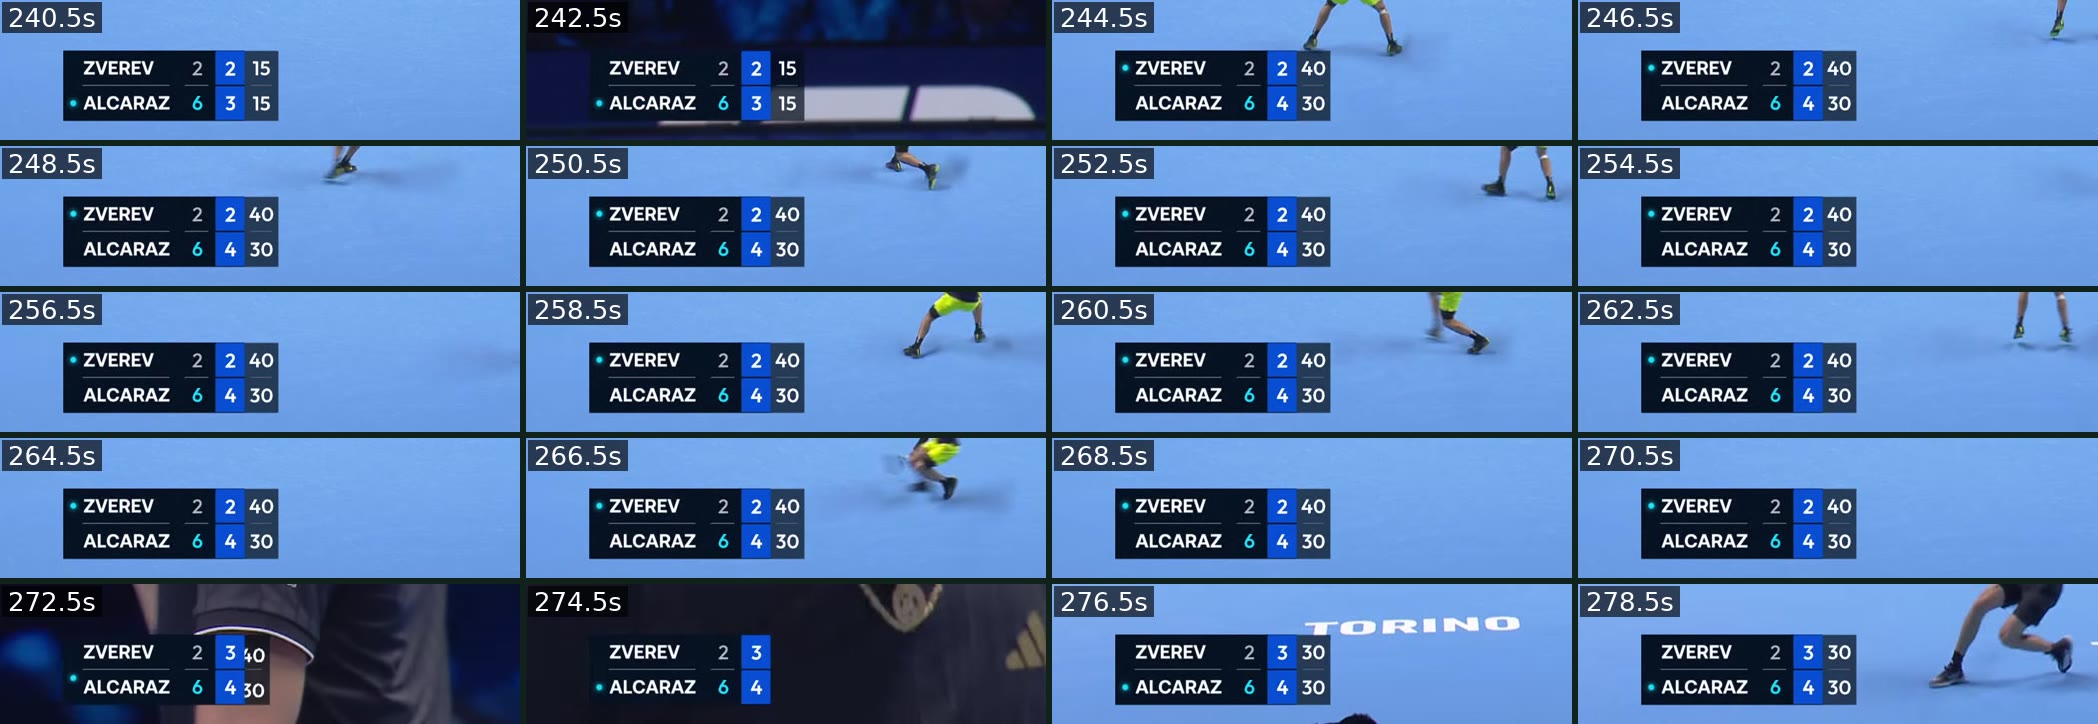 240.5s
ZVEREV 2 2 15
ALCARAZ 6 3 15
242.5s
ZVEREV 2 2 15
ALCARAZ 6 3 15
244.5s
ZVEREV 2 2 40
ALCARAZ 6 4 30
246.5s
ZVEREV 2 2 40
ALCARAZ 6 4 30
248.5s
ZVEREV 2 2 40
ALCARAZ 6 4 30
250.5s
ZVEREV 2 2 40
ALCARAZ 6 4 30
252.5s
ZVEREV 2 2 40
ALCARAZ 6 4 30
254.5s
ZVEREV 2 2 40
ALCARAZ 6 4 30
256.5s
ZVEREV 2 2 40
ALCARAZ 6 4 30
258.5s
ZVEREV 2 2 40
ALCARAZ 6 4 30
260.5s
ZVEREV 2 2 40
ALCARAZ 6 4 30
262.5s
ZVEREV 2 2 40
ALCARAZ 6 4 30
264.5s
ZVEREV 2 2 40
ALCARAZ 6 4 30
266.5s
ZVEREV 2 2 40
ALCARAZ 6 4 30
268.5s
ZVEREV 2 2 40
ALCARAZ 6 4 30
270.5s
ZVEREV 2 2 40
ALCARAZ 6 4 30
272.5s
ZVEREV 2 3 40
ALCARAZ 6 4 30
274.5s
ZVEREV 2 3
ALCARAZ 6 4
276.5s
TORINO
ZVEREV 2 3 30
ALCARAZ 6 4 30
278.5s
ZVEREV 2 3 30
ALCARAZ 6 4 30